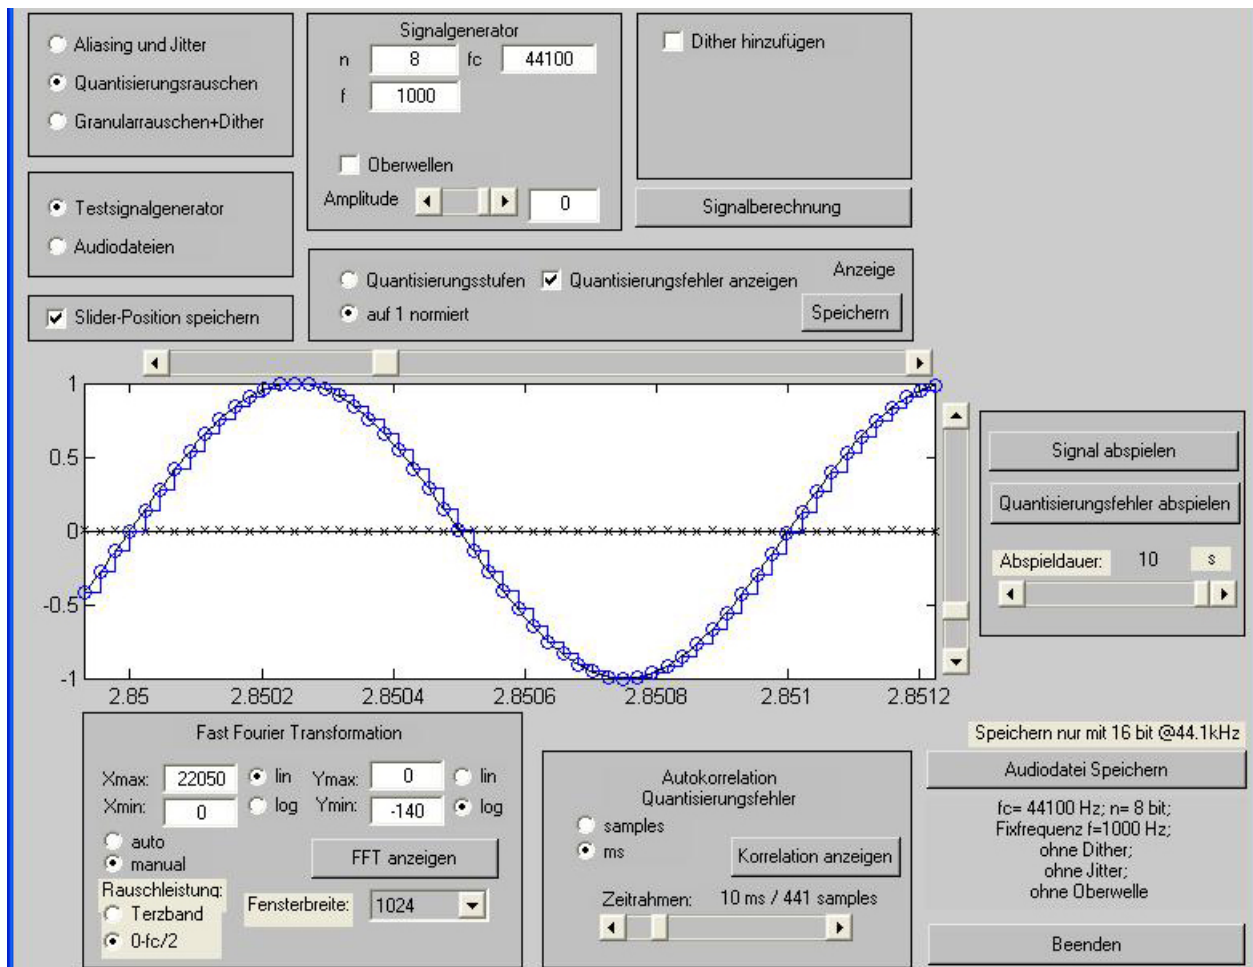 Aliasing und Jitter
Quantisierungsrauschen
Granularrauschen+Dither
Testsignalgenerator
Audiodateien
Slider-Position speichern
Signalgenerator
n 8 fc 44100
f 1000
Oberwellen
Amplitude 0
Dither hinzufügen
Signalberechnung
Quantisierungsstufen Quantisierungsfehler anzeigen Anzeige
auf 1 normiert Speichern
1
0.5
0
-0.5
-1
2.85 2.8502 2.8504 2.8506 2.8508 2.851 2.8512
Signal abspielen
Quantisierungsfehler abspielen
Abspieldauer: 10 s
Fast Fourier Transformation
Xmax: 22050 lin Ymax: 0 lin
Xmin: 0 log Ymin: -140 log
auto
manual
FFT anzeigen
Rauschleistung:
Terzband
0-fc/2
Fensterbreite: 1024
Autokorrelation
Quantisierungsfehler
samples
ms
Korrelation anzeigen
Zeitrahmen: 10 ms / 441 samples
Speichern nur mit 16 bit @44.1kHz
Audiodatei Speichern
fc= 44100 Hz; n= 8 bit;
Fixfrequenz f=1000 Hz;
ohne Dither;
ohne Jitter;
ohne Oberwelle
Beenden